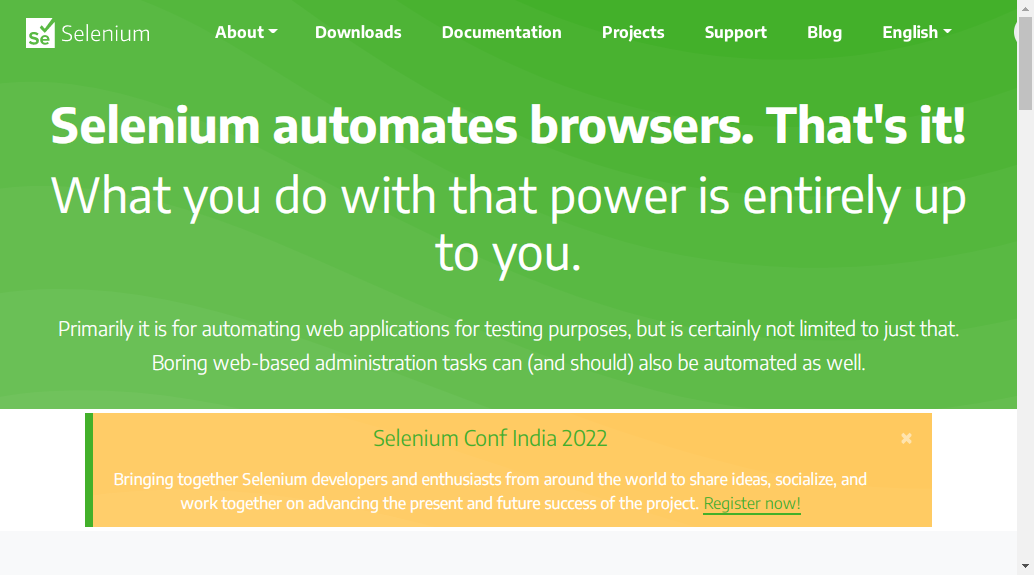 Se Selenium About Downloads Documentation Projects Support Blog English
Selenium automates browsers. That's it!
What you do with that power is entirely up
to you.
Primarily it is for automating web applications for testing purposes, but is certainly not limited to just that.
Boring web-based administration tasks can (and should) also be automated as well.
Selenium Conf India 2022
Bringing together Selenium developers and enthusiasts from around the world to share ideas, socialize, and
work together on advancing the present and future success of the project. Register now!